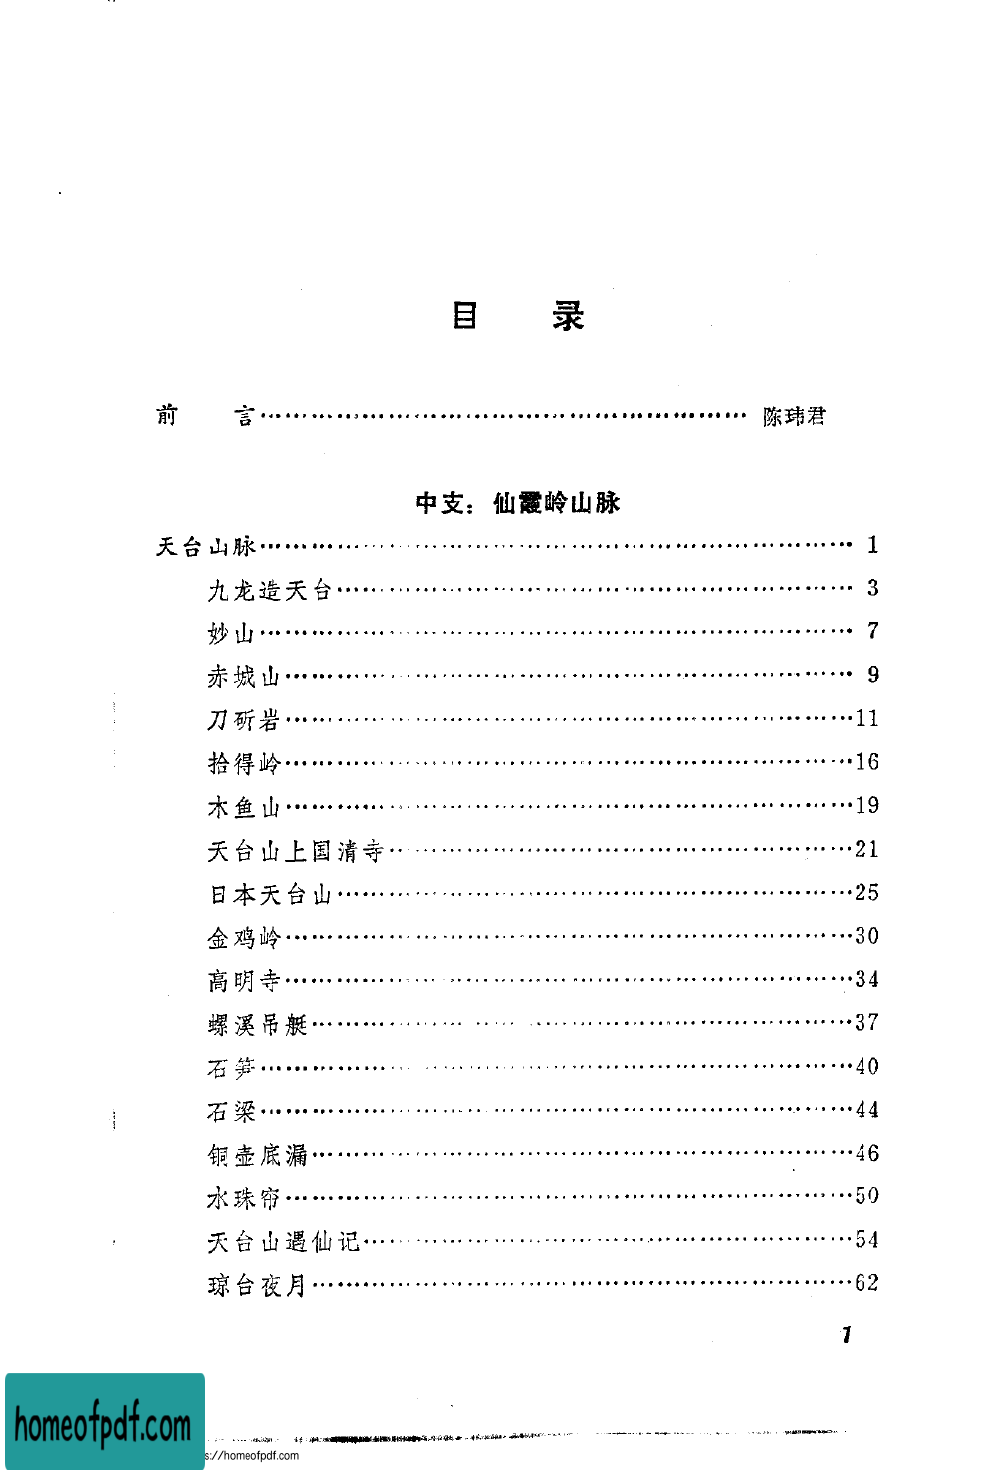 目 录
前 言…………………………………………………… 陈玮君
中支：仙霞岭山脉
天台山脉…………………………………………………… 1
九龙造天台…………………………………………………… 3
妙山…………………………………………………… 7
赤城山…………………………………………………… 9
刀斫岩……………………………………………………11
拾得岭……………………………………………………16
木鱼山……………………………………………………19
天台山上国清寺……………………………………………………21
日本天台山……………………………………………………25
金鸡岭……………………………………………………30
高明寺……………………………………………………34
螺溪吊艇……………………………………………………37
石笋……………………………………………………40
石梁……………………………………………………44
铜壶底漏……………………………………………………46
水珠帘……………………………………………………50
天台山遇仙记……………………………………………………54
琼台夜月……………………………………………………62
1
homeofpdf.com
s://homeofpdf.com